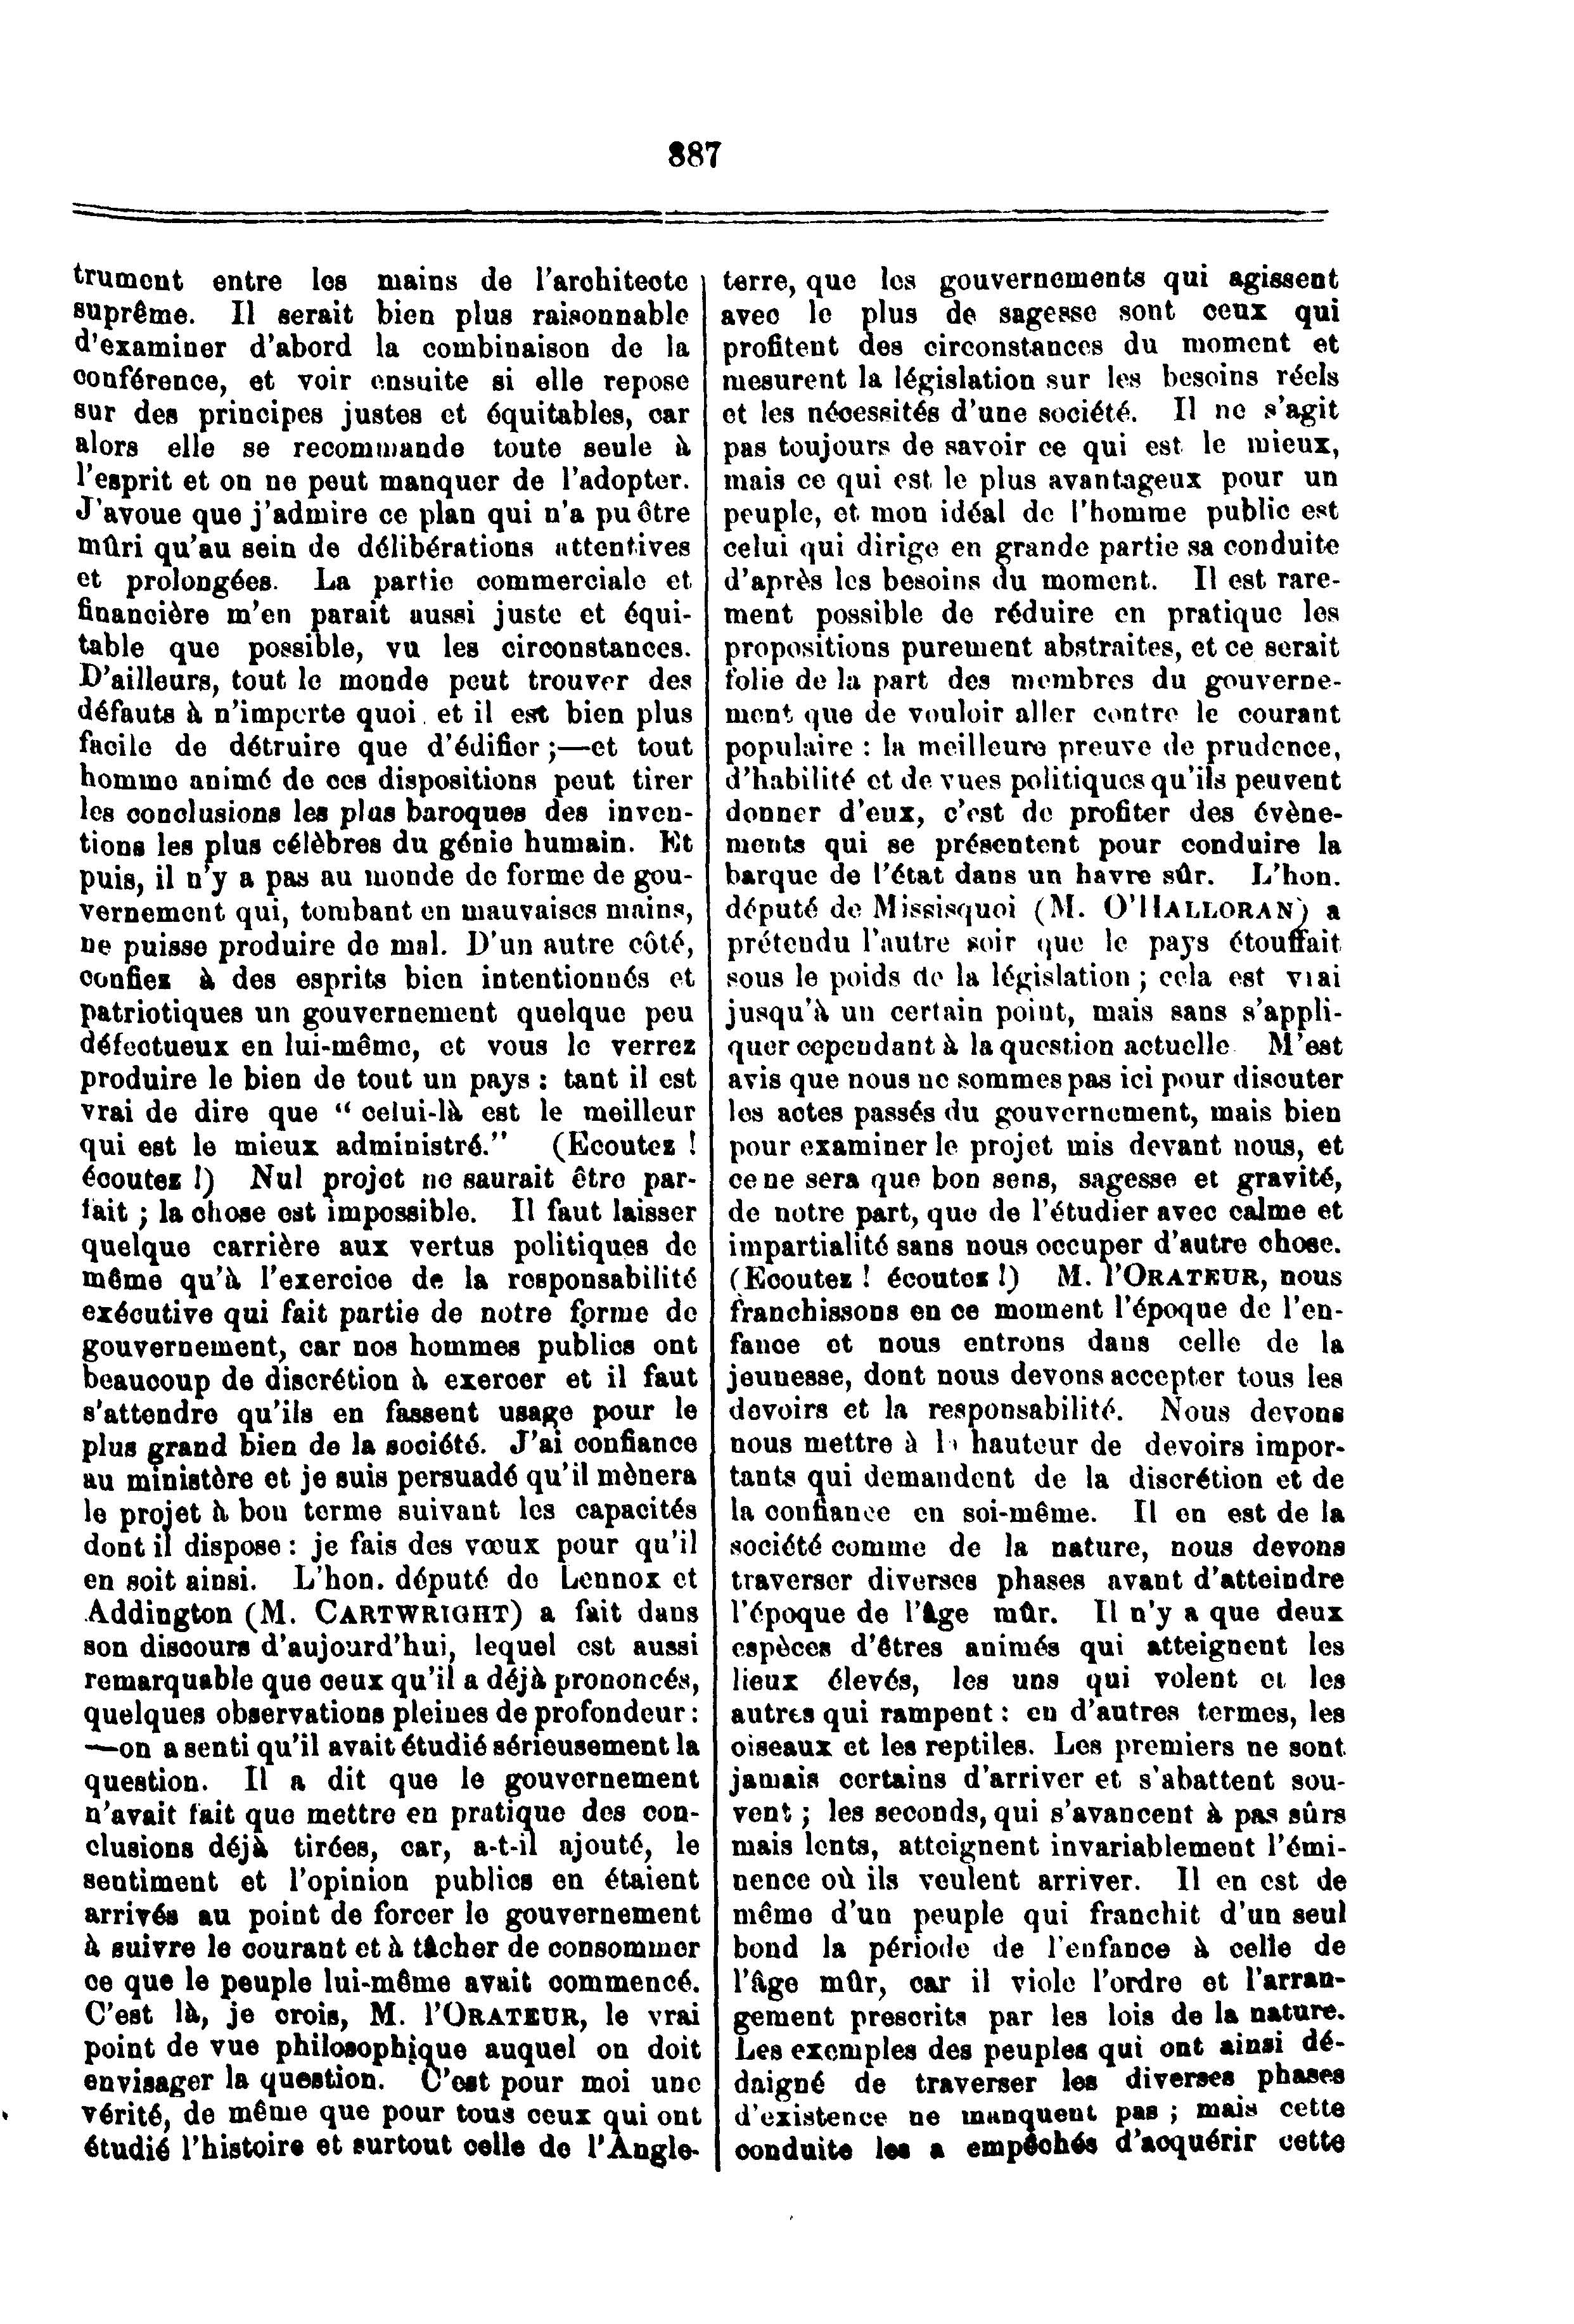 887
trument entre les mains de l'architecte
suprême. Il serait bien plus raisonnable
d'examiner d'abord la combinaison de la
conférence, et voir ensuite si elle repose
sur des principes justes et équitables, car
alors elle se recommande toute seule à
l'esprit et on ne peut manquer de l'adopter.
J'avoue que j'admire ce plan qui n'a pu être
mûri qu'au sein de délibérations attentives
et prolongées. La partie commerciale et
financière m'en parait aussi juste et équi-
table que possible, vu les circonstances.
D'ailleurs, tout le monde peut trouver des
défauts à n'importe quoi et il est bien plus
facile de détruire que d'édifier ;—et tout
homme animé de ces dispositions peut tirer
les conclusions les plus baroques des inven-
tions les plus célèbres du génie humain. Et
puis, il n'y a pas au monde de forme de gou-
vernement qui, tombant en mauvaises mains,
ne puisse produire de mal. D'un autre côté,
confiez à des esprits bien intentionnés et
patriotiques un gouvernement quelque peu
défectueux en lui-même, et vous le verrez
produire le bien de tout un pays : tant il est
vrai de dire que " celui-là est le meilleur
qui est le mieux administré." (Ecoutez !
écoutez !) Nul projet ne saurait être par-
fait ; la chose est impossible. Il faut laisser
quelque carrière aux vertus politiques de
même qu'à l'exercice de la responsabilité
exécutive qui fait partie de notre forme de
gouvernement, car nos hommes publics ont
beaucoup de discrétion à exercer et il faut
s'attendre qu'ils en fassent usage pour le
plus grand bien de la société. J'ai confiance
au ministère et je suis persuadé qu'il mènera
le projet à bon terme suivant les capacités
dont il dispose : je fais des vœux pour qu'il
en soit ainsi. L'hon. député de Lennox et
Addington (M. CARTWRIGHT) a fait dans
son discours d'aujourd'hui, lequel est aussi
remarquable que ceux qu'il a déjà prononcés,
quelques observations pleines de profondeur :
—on a senti qu'il avait étudié sérieusement la
question. Il a dit que le gouvernement
n'avait fait que mettre en pratique des con-
clusions déjà tirées, car, a-t-il ajouté, le
sentiment et l'opinion publics en étaient
arrivés au point de forcer le gouvernement
à suivre le courant et à tâcher de consommer
ce que le peuple lui-même avait commencé.
C'est là, je crois, M. l'ORATEUR, le vrai
point de vue philosophique auquel on doit
envisager la question. C'est pour moi une
vérité, de même que pour tous ceux qui ont
étudié l'histoire et surtout celle de l'Angle-
terre, que les gouvernements qui agissent
avec le plus de sagesse sont ceux qui
profitent des circonstances du moment et
mesurent la législation sur les besoins réels
et les nécessités d'une société. Il ne s'agit
pas toujours de savoir ce qui est le mieux,
mais ce qui est le plus avantageux pour un
peuple, et mon idéal de l'homme public est
celui qui dirige en grande partie sa conduite
d'après les besoins du moment. Il est rare-
ment possible de réduire en pratique les
propositions purement abstraites, et ce serait
folie de la part des membres du gouverne-
ment que de vouloir aller contre le courant
populaire : la meilleure preuve de prudence,
d'habilité et de vues politiques qu'ils peuvent
donner d'eux, c'est de profiter des évène-
ments qui se présentent pour conduire la
barque de l'état dans un havre sûr. L'hon.
député de Missisquoi (M. O'HALLORAN) a
prétendu l'autre soir que le pays étouffait
sous le poids de la législation ; cela est vrai
jusqu'à un certain point, mais sans s'appli-
quer cependant à la question actuelle M'est
avis que nous ne sommes pas ici pour discuter
les actes passés du gouvernement, mais bien
pour examiner le projet mis devant nous, et
ce ne sera que bon sens, sagesse et gravité,
de notre part, que de l'étudier avec calme et
impartialité sans nous occuper d'autre chose.
(Ecoutez ! écoutez !) M. l'ORATEUR, nous
franchissons en ce moment l'époque de l'en-
fance et nous entrons dans celle de la
jeunesse, dont nous devons accepter tous les
devoirs et la responsabilité. Nous devons
nous mettre à la hauteur de devoirs impor-
tants qui demandent de la discrétion et de
la confiance en soi-même. Il en est de la
société comme de la nature, nous devons
traverser diverses phases avant d'atteindre
l'époque de l'âge mûr. Il n'y a que deux
espèces d'êtres animés qui atteignent les
lieux élevés, les uns qui volent et les
autres qui rampent : en d'autres termes, les
oiseaux et les reptiles. Les premiers ne sont
jamais certains d'arriver et s'abattent sou-
vent ; les seconds, qui s'avancent à pas sûrs
mais lents, atteignent invariablement l'émi-
nence où ils veulent arriver. Il en est de
même d'un peuple qui franchit d'un seul
bond la période de l'enfance à celle de
l'âge mûr, car il viole l'ordre et l'arran-
gement prescrits par les lois de la nature.
Les exemples des peuples qui ont ainsi dé-
daigné de traverser les diverses phases
d'existence ne manquent pas ; mais cette
conduite les a empêchés d'acquérir cette